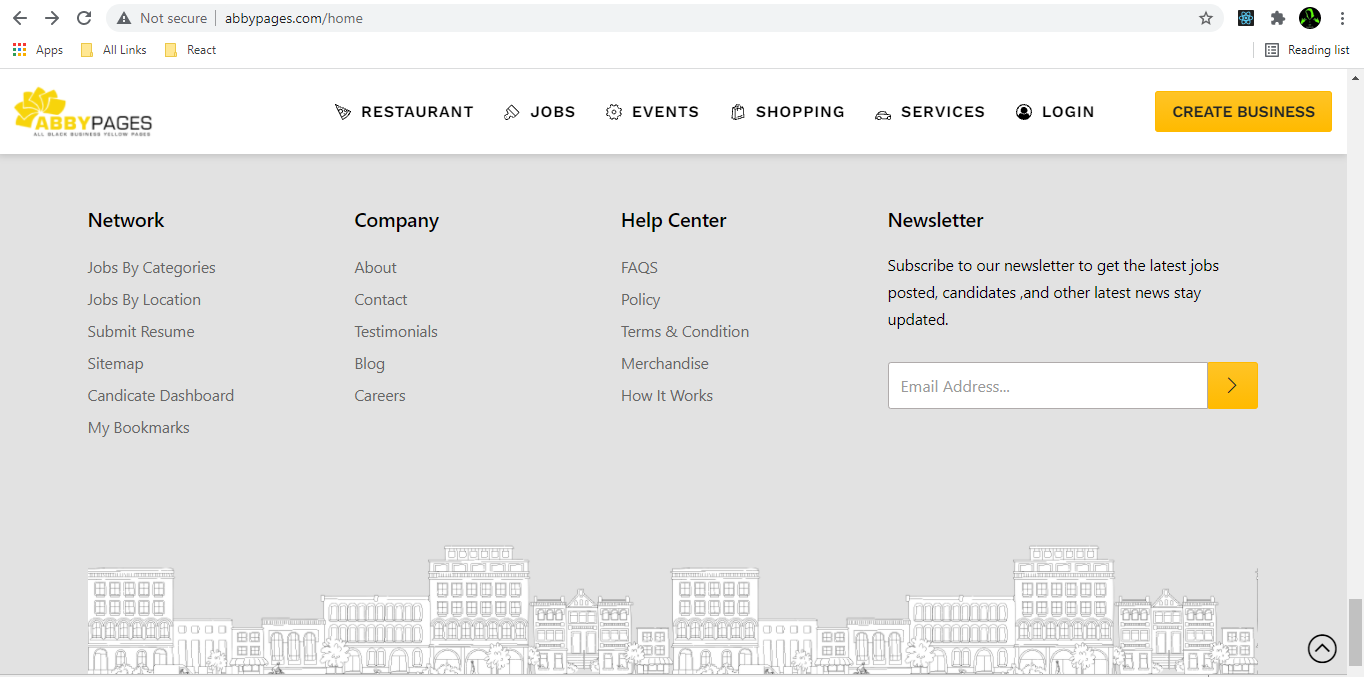 Not secure | abbypages.com/home
Apps All Links React Reading list
ABBYPAGES
ALL BLACK BUSINESS YELLOW PAGES
RESTAURANT JOBS EVENTS SHOPPING SERVICES LOGIN CREATE BUSINESS
Network
Jobs By Categories
Jobs By Location
Submit Resume
Sitemap
Candicate Dashboard
My Bookmarks
Company
About
Contact
Testimonials
Blog
Careers
Help Center
FAQS
Policy
Terms & Condition
Merchandise
How It Works
Newsletter
Subscribe to our newsletter to get the latest jobs
posted, candidates ,and other latest news stay
updated.
Email Address...